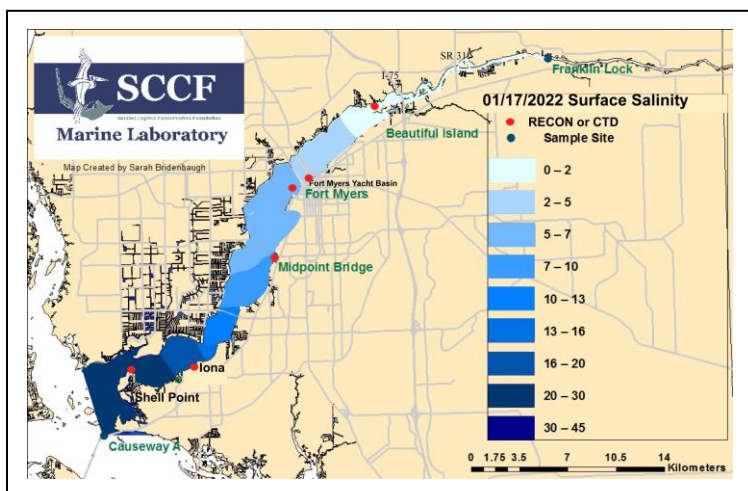 SCCF
Sanibel-Captiva Conservation Foundation
Marine Laboratory
Map Created by Sarah Bridenbaugh
I-75
SR 31
Franklin Lock
01/17/2022 Surface Salinity
RECON or CTD
Sample Site
Beautiful island
Fort Myers Yacht Basin
Fort Myers
Midpoint Bridge
Iona
Shell Point
Causeway A
0 – 2
2 – 5
5 – 7
7 – 10
10 – 13
13 – 16
16 – 20
20 – 30
30 – 45
0 1.75 3.5 7 10.5 14
Kilometers